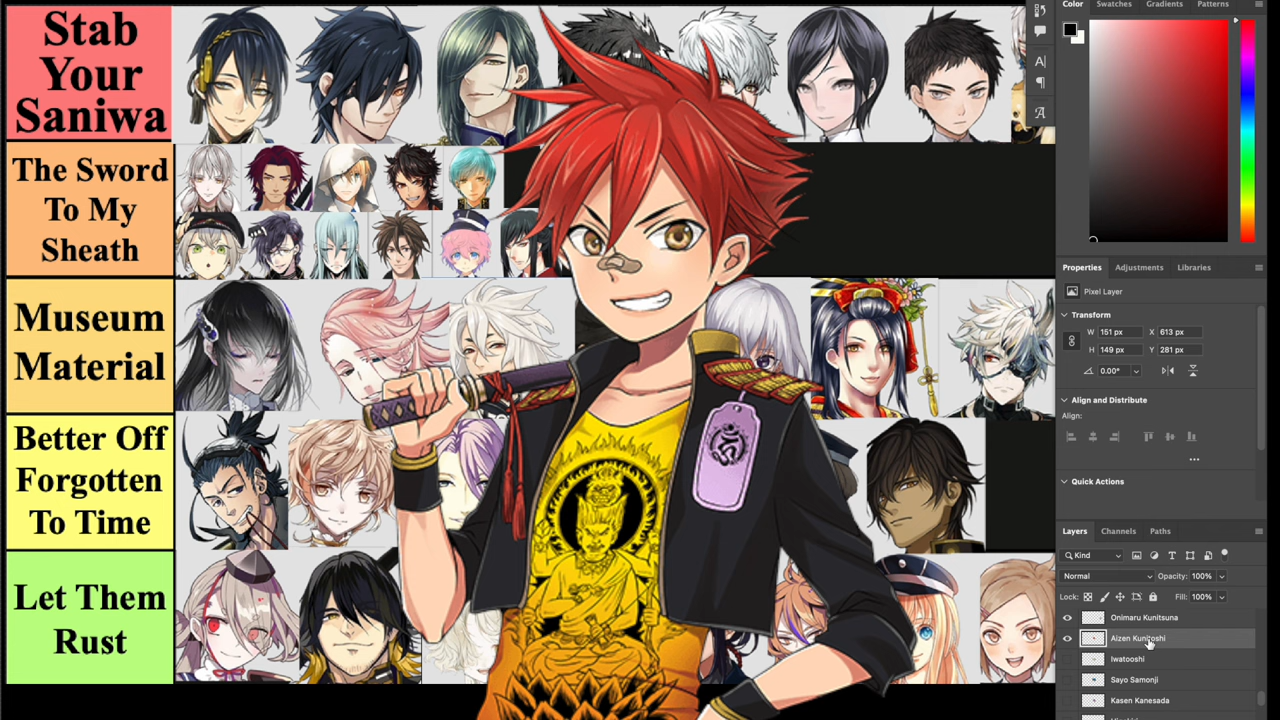 Stab
Your
Saniwa
The Sword
To My
Sheath
Museum
Material
Better Off
Forgotten
To Time
Let Them
Rust
Color
Swatches
Gradients
Patterns
Properties
Adjustments
Libraries
Pixel Layer
Transform
W 151 px X 613 px
H 149 px Y 281 px
0.00°
Align and Distribute
Align:
Quick Actions
Layers
Channels
Paths
Kind
Normal Opacity: 100%
Lock: Fill: 100%
Onimaru Kunitsuna
Aizen Kunitoshi
Iwatooshi
Sayo Samonji
Kasen Kanesada